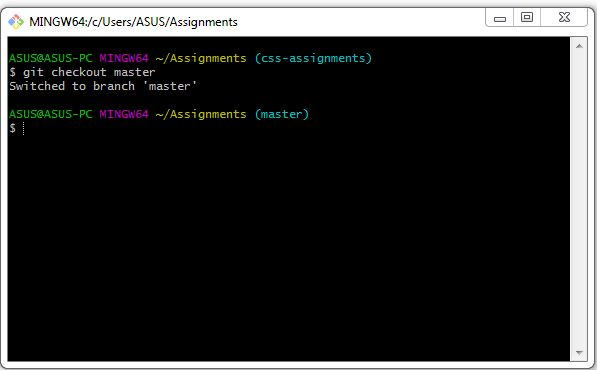 MINGW64:/c/Users/ASUS/Assignments
ASUS@ASUS-PC MINGW64 ~/Assignments (css-assignments)
$ git checkout master
Switched to branch 'master'
ASUS@ASUS-PC MINGW64 ~/Assignments (master)
$